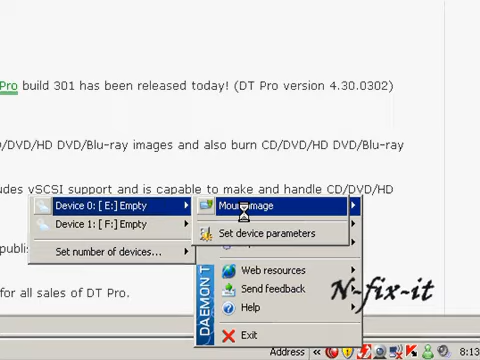 Pro build 301 has been released today! (DT Pro version 4.30.0302)
D/DVD/HD DVD/Blu-ray images and also burn CD/DVD/HD DVD/Blu-ray
udes vSCSI support and is capable to make and handle CD/DVD/HD
Device 0: [ E:] Empty
Mount image
Device 1: [ F:] Empty
Set device parameters
publis
Set number of devices...
Web resources
for all sales of DT Pro.
Send feedback
N-fix-it
Help
DAEMON T
Exit
Address
8:13